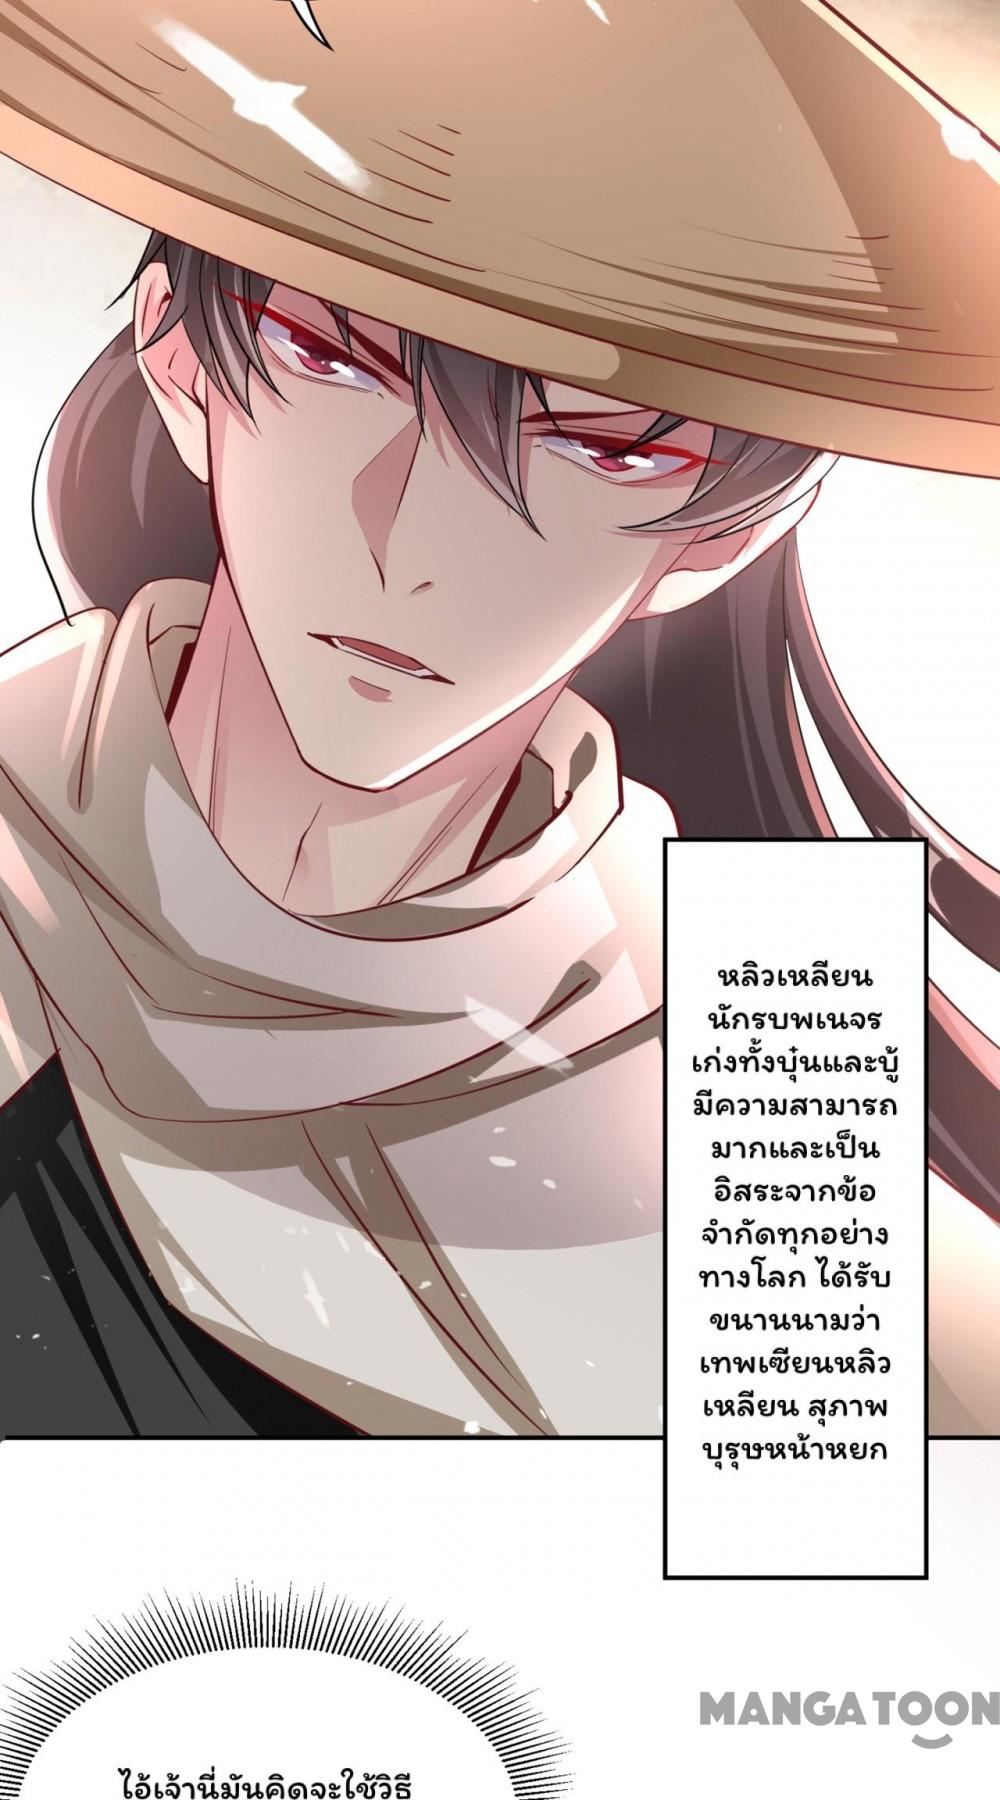 หลิวเหลียน
นักรบพเนจร
เก่งทั้งบุ๋นและบู้
มีความสามารถ
มากและเป็น
อิสระจากข้อ
จำกัดทุกอย่าง
ทางโลก ได้รับ
ขนานนามว่า
เทพเซียนหลิว
เหลียน สุภาพ
บุรุษหน้าหยก
MANGATOON
ไอ้เจ้านี่มันคิดจะใช้วิธี